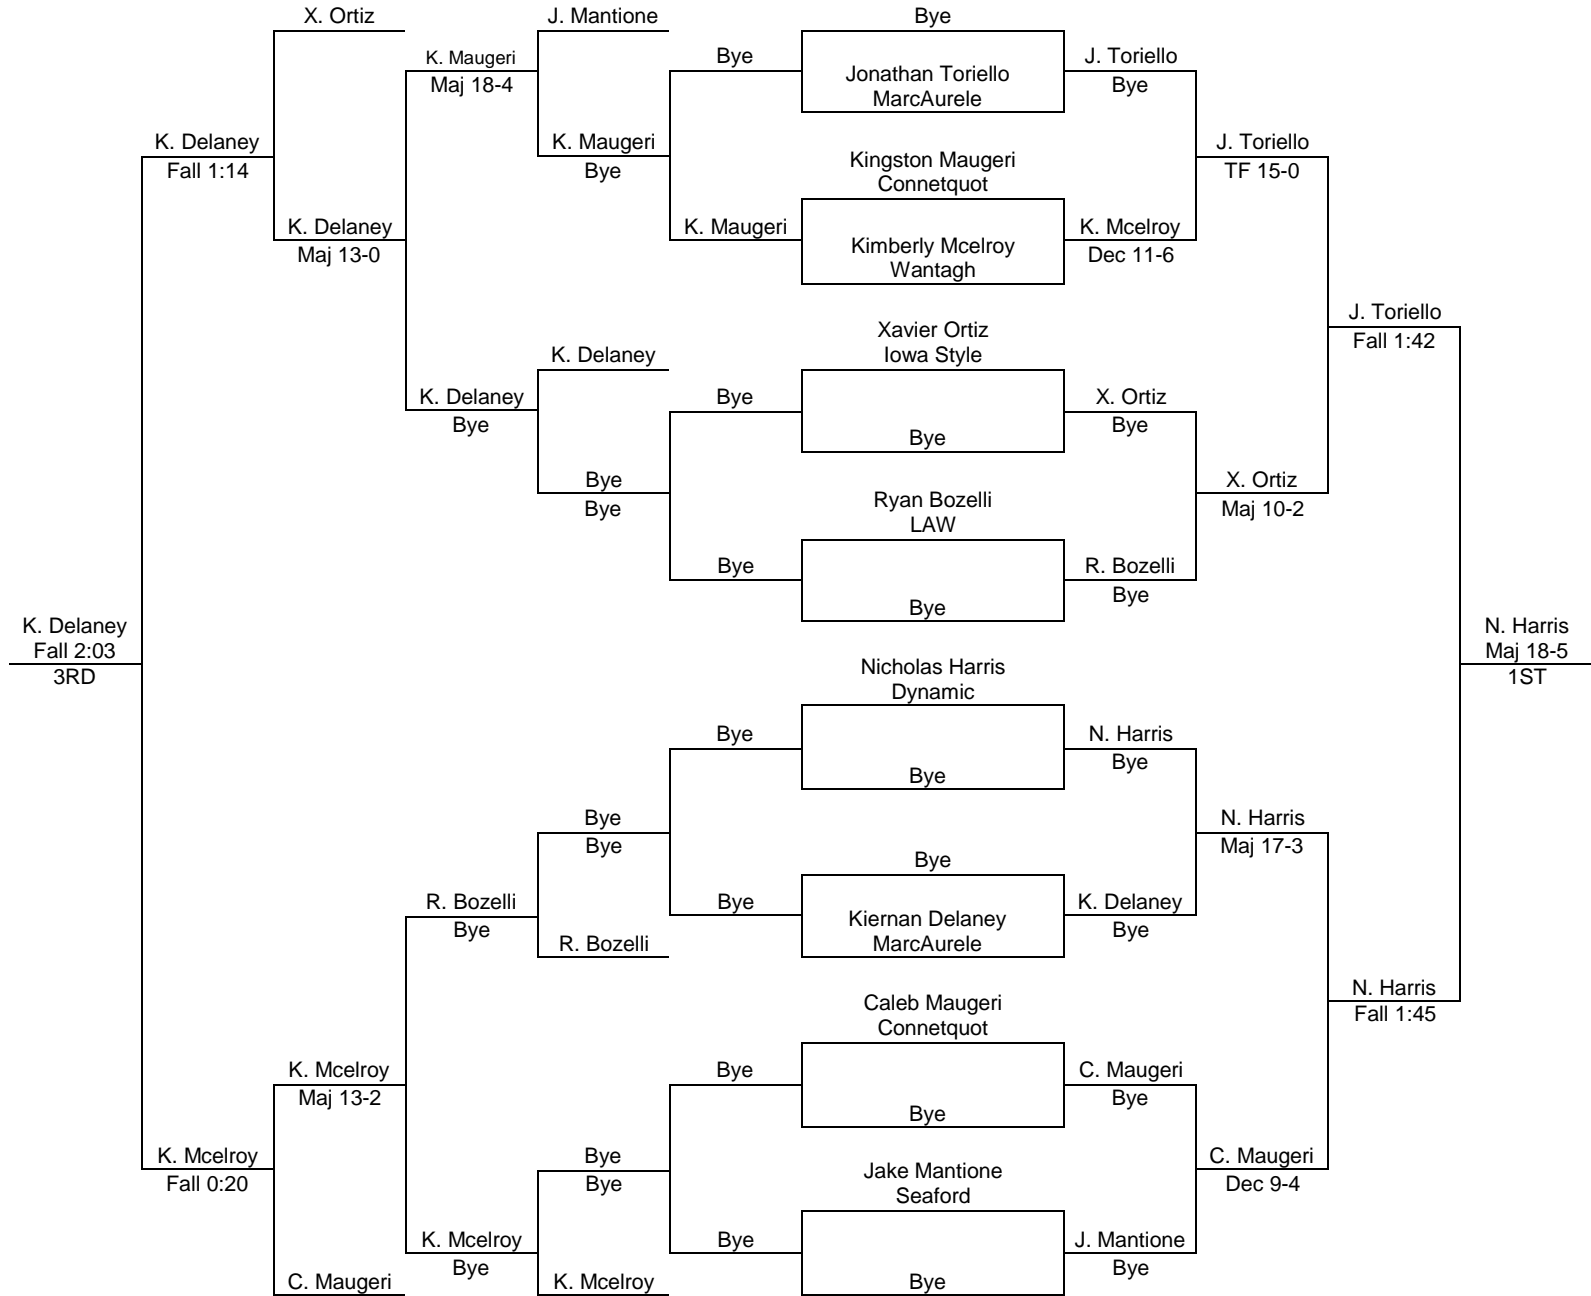 X. Ortiz
J. Mantione
Bye
K. Maugeri
Maj 18-4
Bye
Jonathan Toriello
MarcAurele
J. Toriello
Bye
K. Delaney
Fall 1:14
K. Maugeri
Bye
Kingston Maugeri
Connetquot
J. Toriello
TF 15-0
K. Delaney
Maj 13-0
K. Maugeri
Kimberly Mcelroy
Wantagh
K. Mcelroy
Dec 11-6
Xavier Ortiz
Iowa Style
J. Toriello
Fall 1:42
K. Delaney
K. Delaney
Bye
Bye
Bye
X. Ortiz
Bye
Bye
Bye
Ryan Bozelli
LAW
X. Ortiz
Maj 10-2
Bye
Bye
R. Bozelli
Bye
K. Delaney
Fall 2:03
3RD
N. Harris
Maj 18-5
1ST
Nicholas Harris
Dynamic
Bye
Bye
N. Harris
Bye
Bye
Bye
N. Harris
Maj 17-3
R. Bozelli
Bye
R. Bozelli
Bye
Bye
Kiernan Delaney
MarcAurele
K. Delaney
Bye
Caleb Maugeri
Connetquot
N. Harris
Fall 1:45
K. Mcelroy
Maj 13-2
Bye
Bye
C. Maugeri
Bye
K. Mcelroy
Fall 0:20
Bye
Bye
Jake Mantione
Seaford
C. Maugeri
Dec 9-4
K. Mcelroy
Bye
Bye
J. Mantione
Bye
C. Maugeri
K. Mcelroy
Bye